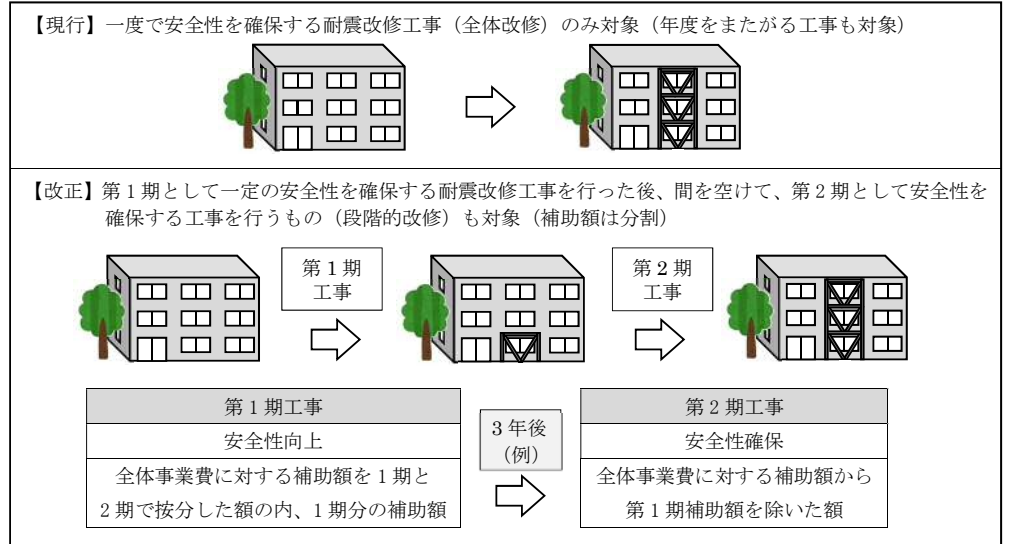 【現行】一度で安全性を確保する耐震改修工事（全体改修）のみ対象（年度をまたがる工事も対象）
【改正】第１期として一定の安全性を確保する耐震改修工事を行った後、間を空けて、第２期として安全性を
確保する工事を行うもの（段階的改修）も対象（補助額は分割）
第１期
工事
第２期
工事
第１期工事
安全性向上
全体事業費に対する補助額を１期と
２期で按分した額の内、１期分の補助額
３年後
（例）
第２期工事
安全性確保
全体事業費に対する補助額から
第１期補助額を除いた額